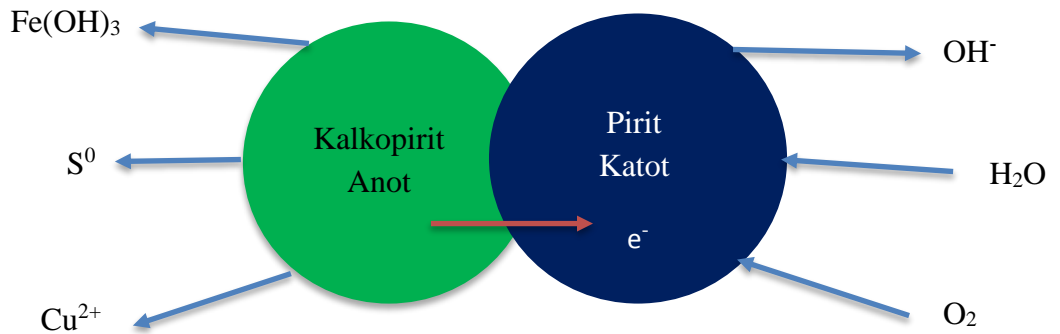 Fe(OH)3
S⁰
Cu²⁺
Kalkopirit
Anot
Pirit
Katot
e⁻
OH⁻
H₂O
O₂